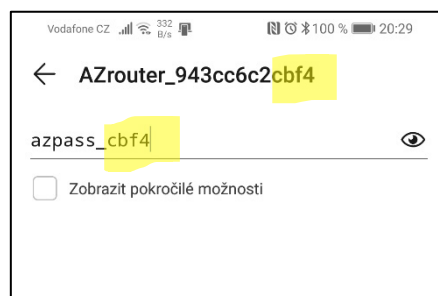 Vodafone CZ 332 B/s 100 % 20:29
AZrouter_943cc6c2cbf4
azpass_cbf4
Zobrazit pokročilé možnosti